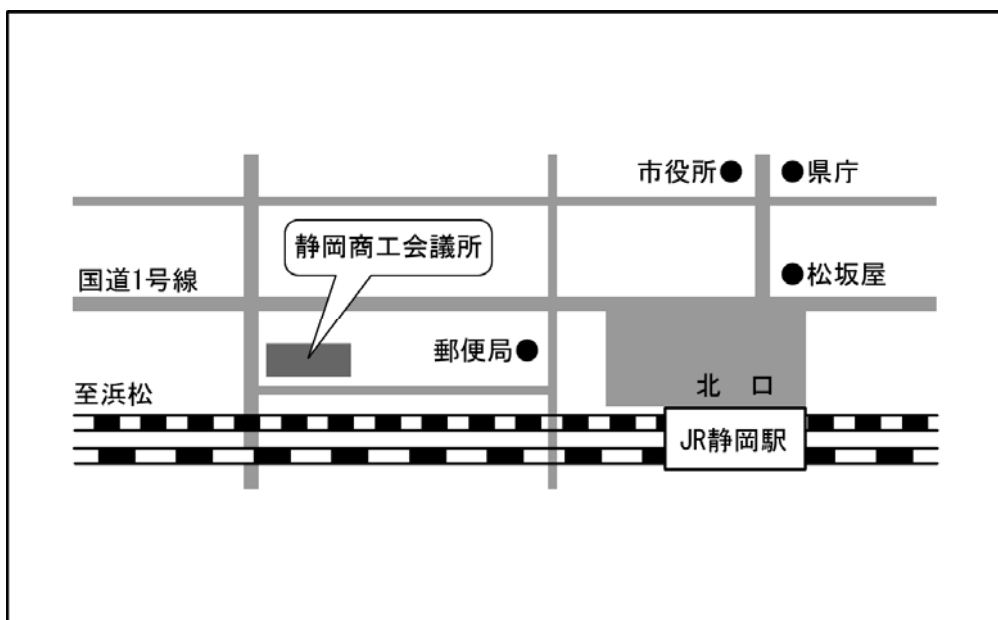 市役所
県庁
静岡商工会議所
国道1号線
松坂屋
郵便局
至浜松
北 口
JR静岡駅